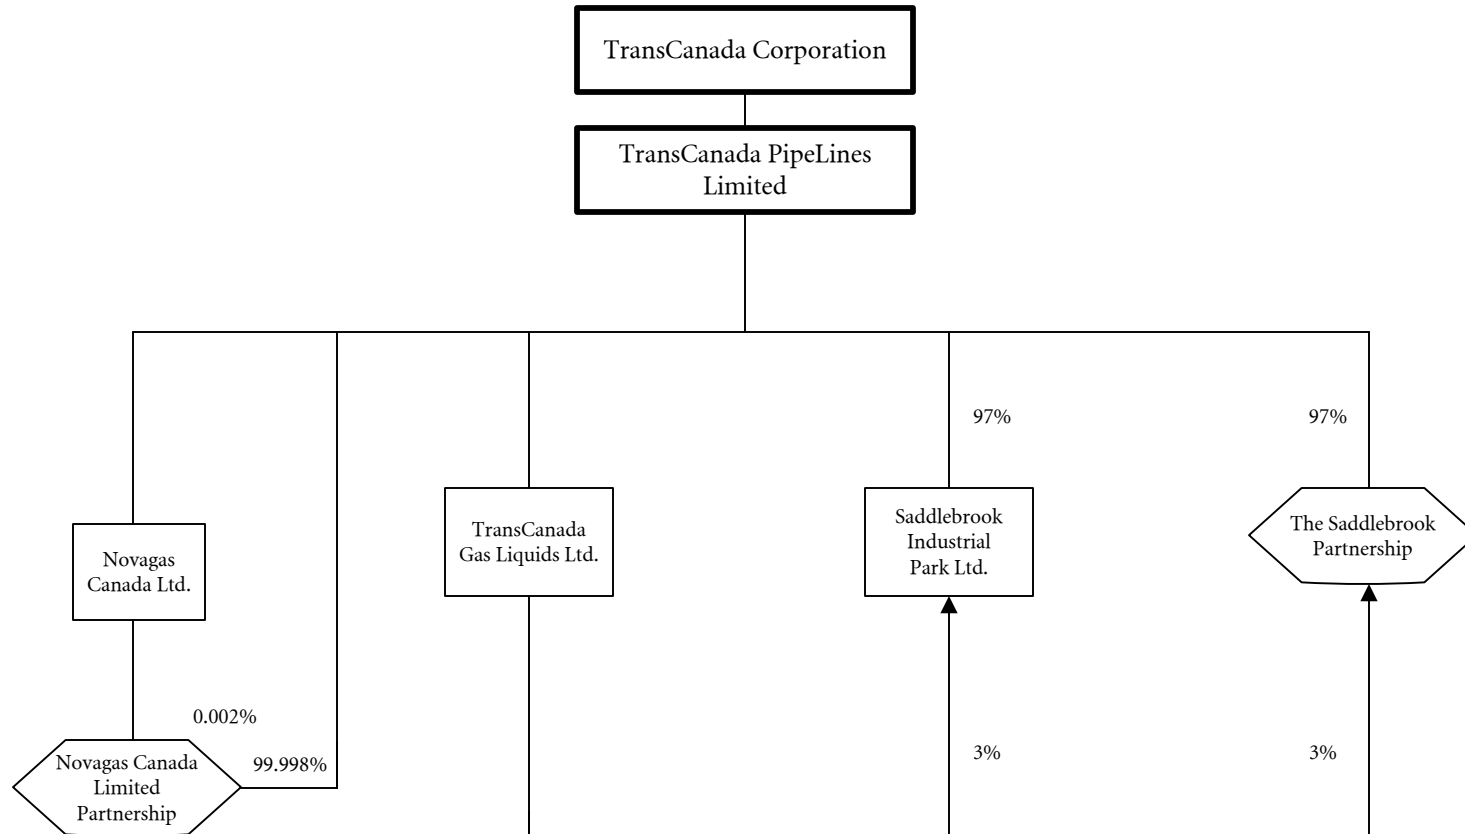 TransCanada Corporation
TransCanada PipeLines
Limited
97%
97%
Novagas
Canada Ltd.
TransCanada
Gas Liquids Ltd.
Saddlebrook
Industrial
Park Ltd.
The Saddlebrook
Partnership
0.002%
99.998%
Novagas Canada
Limited
Partnership
3%
3%